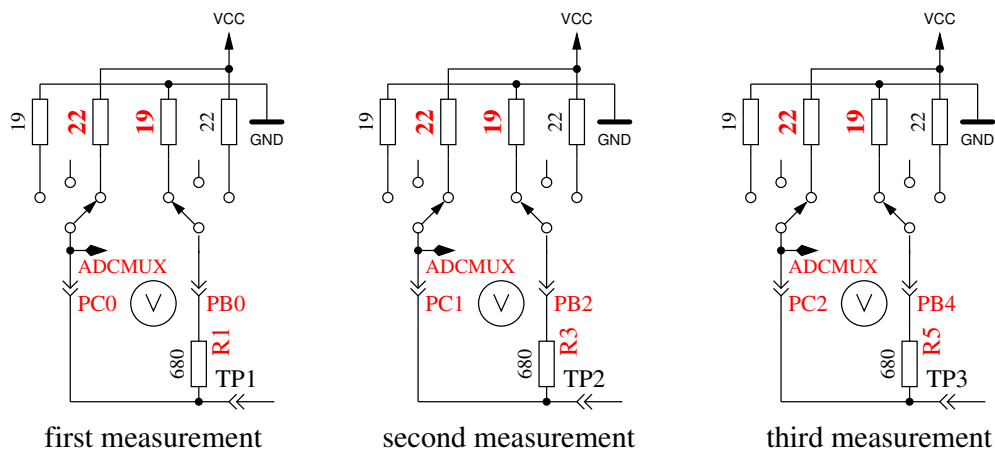 VCC
19
22
19
22
GND
ADCMUX
PC0
V
PB0
680
R1
TP1
first measurement
VCC
19
22
19
22
GND
ADCMUX
PC1
V
PB2
680
R3
TP2
second measurement
VCC
19
22
19
22
GND
ADCMUX
PC2
V
PB4
680
R5
TP3
third measurement